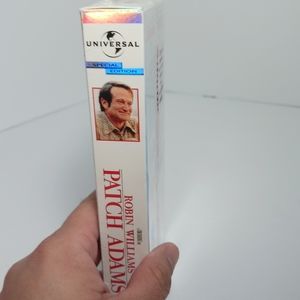 UNIVERSAL
SPECIAL
EDITION
ROBIN WILLIAMS
PATCH ADAMS